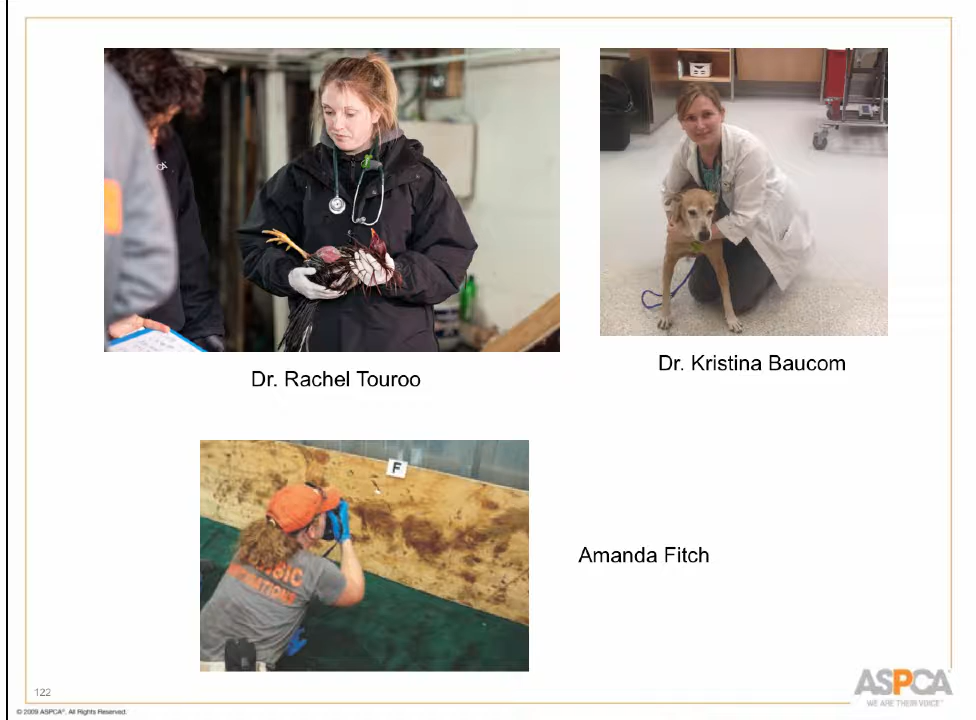 Dr. Rachel Touroo
Dr. Kristina Baucom
F
Amanda Fitch
122
ASPCA®
WE ARE THEIR VOICE®
© 2009 ASPCA®. All Rights Reserved.